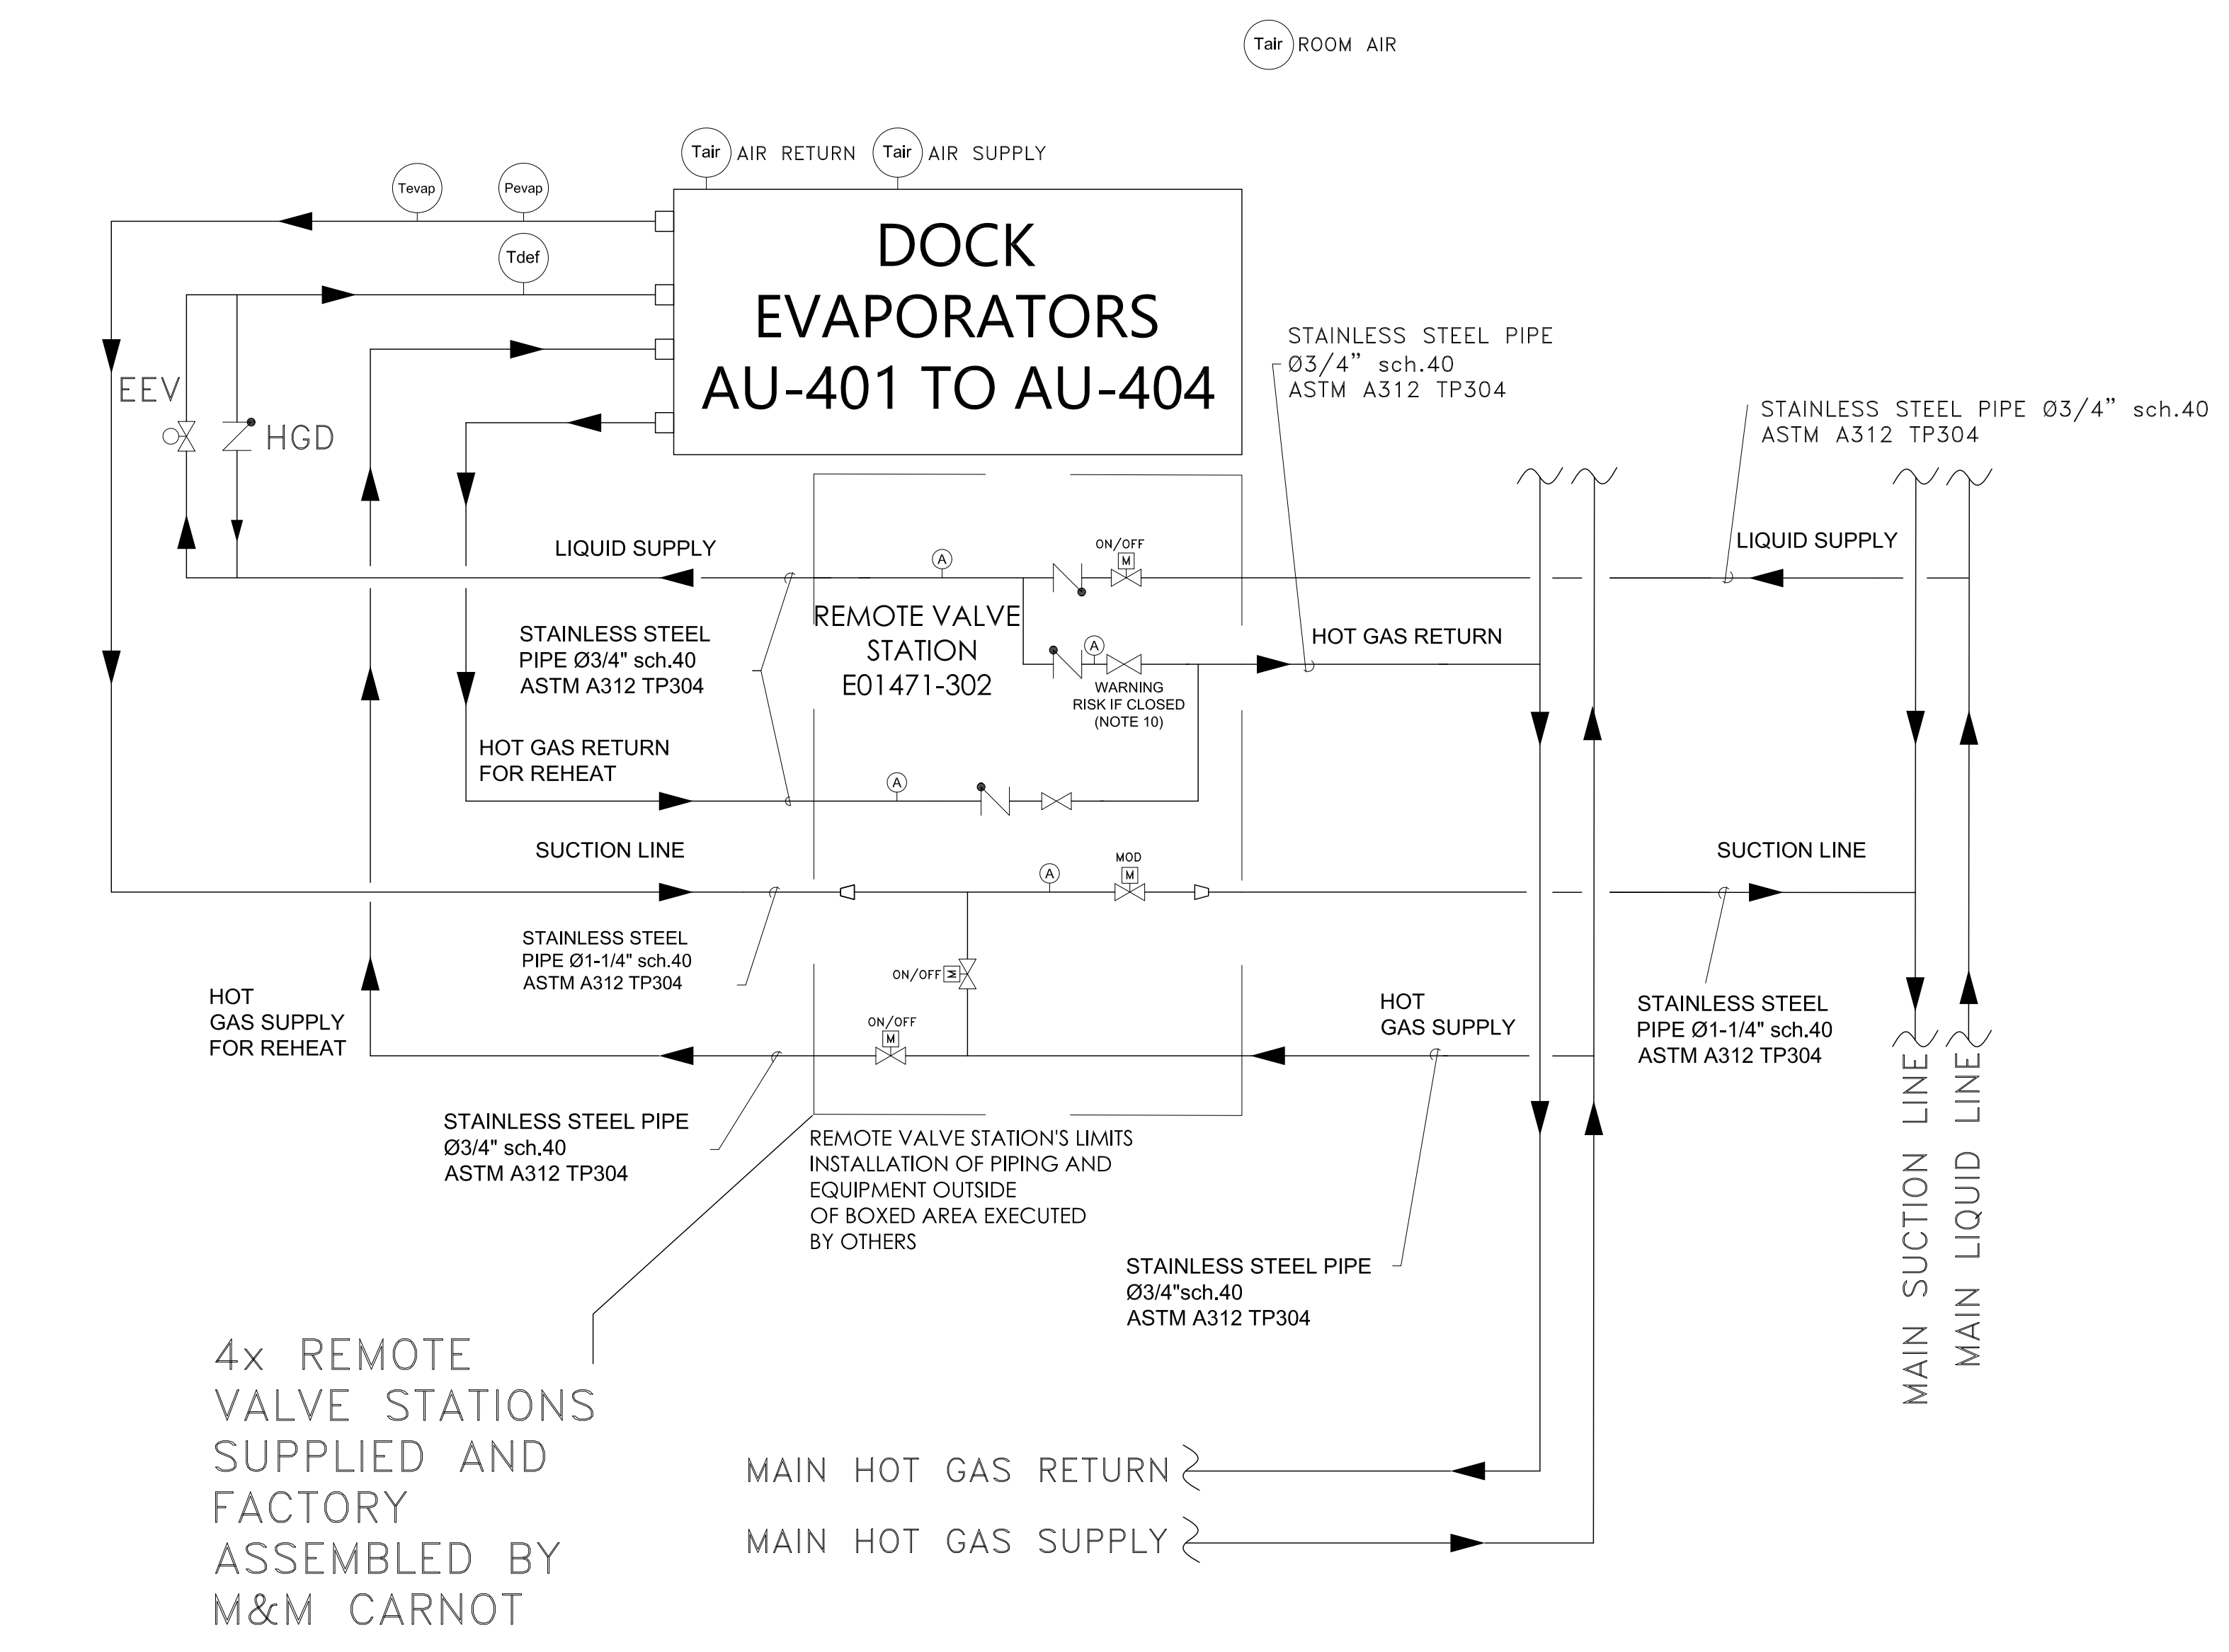 Tair ROOM AIR
Tair AIR RETURN
Tair AIR SUPPLY
Tevap
Pevap
Tdef
DOCK
EVAPORATORS
AU-401 TO AU-404
EEV
HGD
STAINLESS STEEL PIPE
Ø3/4” sch.40
ASTM A312 TP304
STAINLESS STEEL PIPE Ø3/4” sch.40
ASTM A312 TP304
LIQUID SUPPLY
A
ON/OFF
M
LIQUID SUPPLY
REMOTE VALVE
STATION
E01471-302
STAINLESS STEEL
PIPE Ø3/4" sch.40
ASTM A312 TP304
A
HOT GAS RETURN
WARNING
RISK IF CLOSED
(NOTE 10)
HOT GAS RETURN
FOR REHEAT
A
SUCTION LINE
A
MOD
M
SUCTION LINE
STAINLESS STEEL
PIPE Ø1-1/4" sch.40
ASTM A312 TP304
ON/OFF
M
HOT
GAS SUPPLY
FOR REHEAT
ON/OFF
M
HOT
GAS SUPPLY
STAINLESS STEEL
PIPE Ø1-1/4" sch.40
ASTM A312 TP304
STAINLESS STEEL PIPE
Ø3/4" sch.40
ASTM A312 TP304
REMOTE VALVE STATION'S LIMITS
INSTALLATION OF PIPING AND
EQUIPMENT OUTSIDE
OF BOXED AREA EXECUTED
BY OTHERS
STAINLESS STEEL PIPE
Ø3/4"sch.40
ASTM A312 TP304
MAIN SUCTION LINE
MAIN LIQUID LINE
4x REMOTE
VALVE STATIONS
SUPPLIED AND
FACTORY
ASSEMBLED BY
M&M CARNOT
MAIN HOT GAS RETURN
MAIN HOT GAS SUPPLY